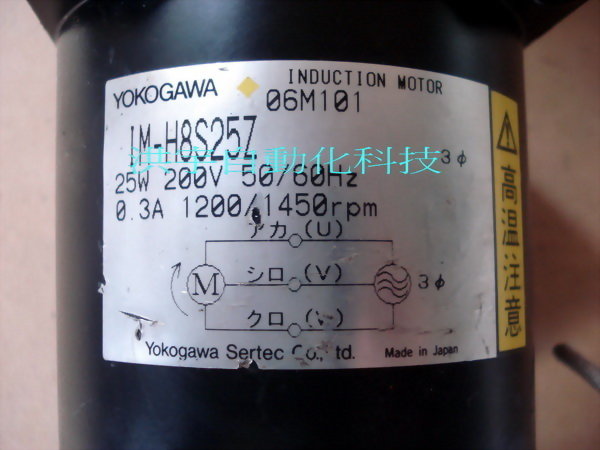 INDUCTION MOTOR
YOKOGAWA 06M101
IM-H8S257
洪宇自動化科技
3φ
25W 200V 50/60Hz
0.3A 1200/1450rpm
アカ(U)
M シロ(V) 3φ
クロ
Yokogawa Sertec Co., Ltd. Made in Japan
高温注意